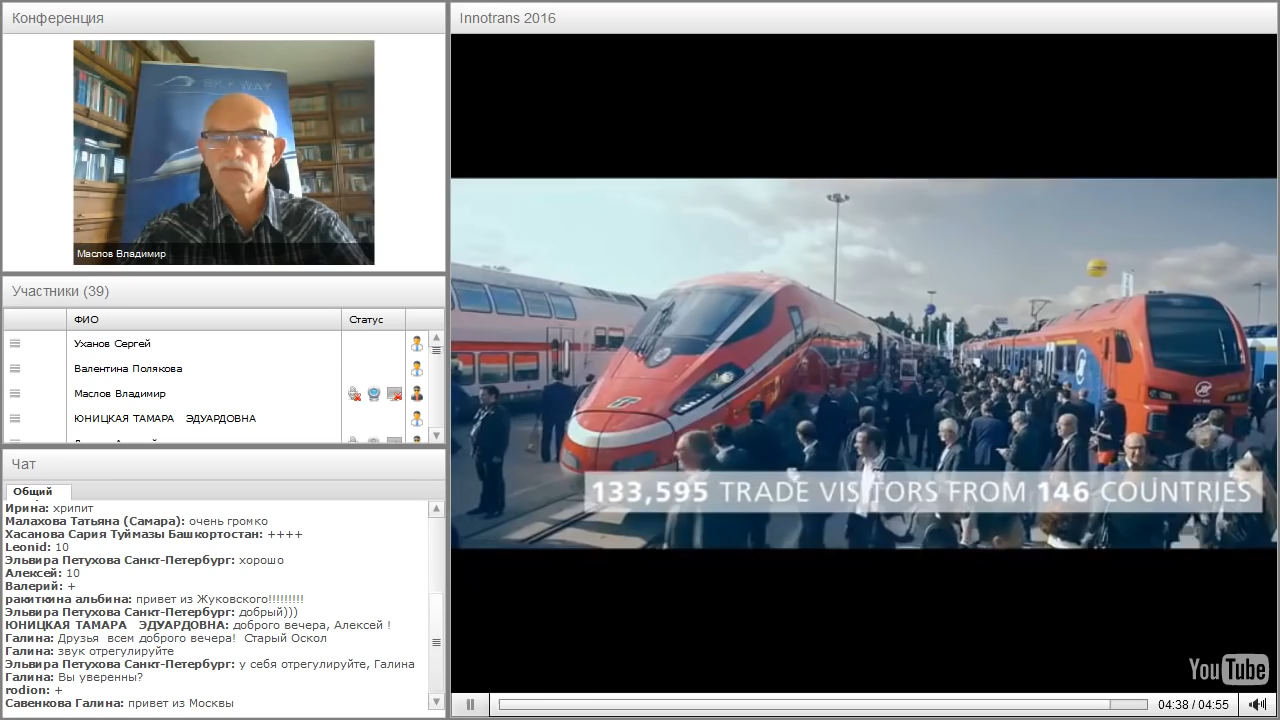 Конференция
SKY WAY
Маслов Владимир
Участники (39)
ФИО Статус
Уханов Сергей
Валентина Полякова
Маслов Владимир
ЮНИЦКАЯ ТАМАРА ЭДУАРДОВНА
Чат
Общий
Ирина: хрипит
Малахова Татьяна (Самара): очень громко
Хасанова Сария Туймазы Башкортостан: ++++
Leonid: 10
Эльвира Петухова Санкт-Петербург: хорошо
Алексей: 10
Валерий: +
ракиткина альбина: привет из Жуковского!!!!!!!!!
Эльвира Петухова Санкт-Петербург: добрый)))
ЮНИЦКАЯ ТАМАРА ЭДУАРДОВНА: доброго вечера, Алексей !
Галина: Друзья всем доброго вечера! Старый Оскол
Галина: звук отрегулируйте
Эльвира Петухова Санкт-Петербург: у себя отрегулируйте, Галина
Галина: Вы уверенны?
rodion: +
Савенкова Галина: привет из Москвы
Innotrans 2016
133,595 TRADE VISITORS FROM 146 COUNTRIES
YouTube
04:38 / 04:55